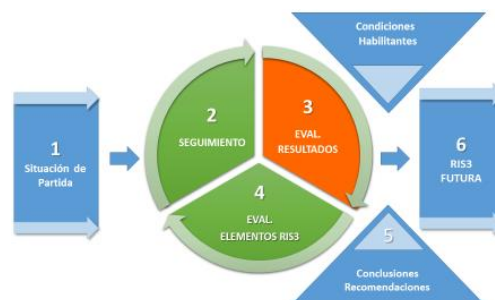 Condiciones
Habilitantes
1
Situación de
Partida
2
SEGUIMIENTO
3
EVAL.
RESULTADOS
4
EVAL.
ELEMENTOS RIS3
6
RIS3
FUTURA
5
Conclusiones
Recomendaciones